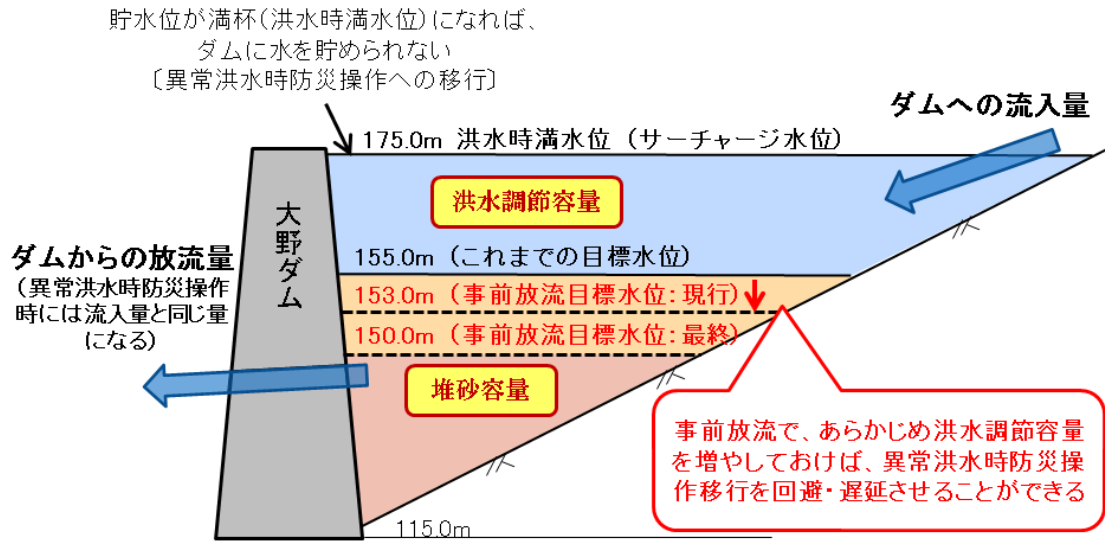 貯水位が満杯(洪水時満水位)になれば、
ダムに水を貯められない
〔異常洪水時防災操作への移行〕
ダムへの流入量
175.0m 洪水時満水位 (サーチャージ水位)
洪水調節容量
大野ダム
ダムからの放流量
(異常洪水時防災操作
時には流入量と同じ量
になる)
155.0m (これまでの目標水位)
153.0m (事前放流目標水位:現行)
150.0m (事前放流目標水位:最終)
堆砂容量
事前放流で、あらかじめ洪水調節容量
を増やしておけば、異常洪水時防災操
作移行を回避・遅延させることができる
115.0m